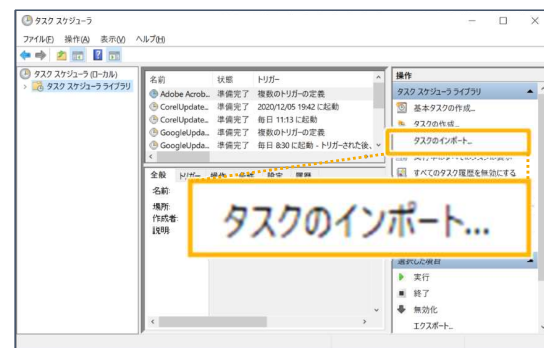 タスク スケジューラ
ファイル(F) 操作(A) 表示(V) ヘルプ(H)
タスク スケジューラ (ローカル)
タスク スケジューラ ライブラリ
名前 状態 トリガー
Adobe Acrob... 準備完了 複数のトリガーの定義
CorelUpdate... 準備完了 2020/12/05 19:42 に起動
CorelUpdate... 準備完了 毎日 11:13 に起動
GoogleUpda... 準備完了 複数のトリガーの定義
GoogleUpda... 準備完了 毎日 8:30 に起動 - トリガーされた後、
全般 トリガー 操作 条件 設定 履歴
名前:
場所:
作成者:
説明:
操作
タスク スケジューラ ライブラリ
基本タスクの作成...
タスクの作成...
タスクのインポート...
すべてのタスク履歴を無効にする
タスクのインポート...
選択した項目
実行
終了
無効化
エクスポート...